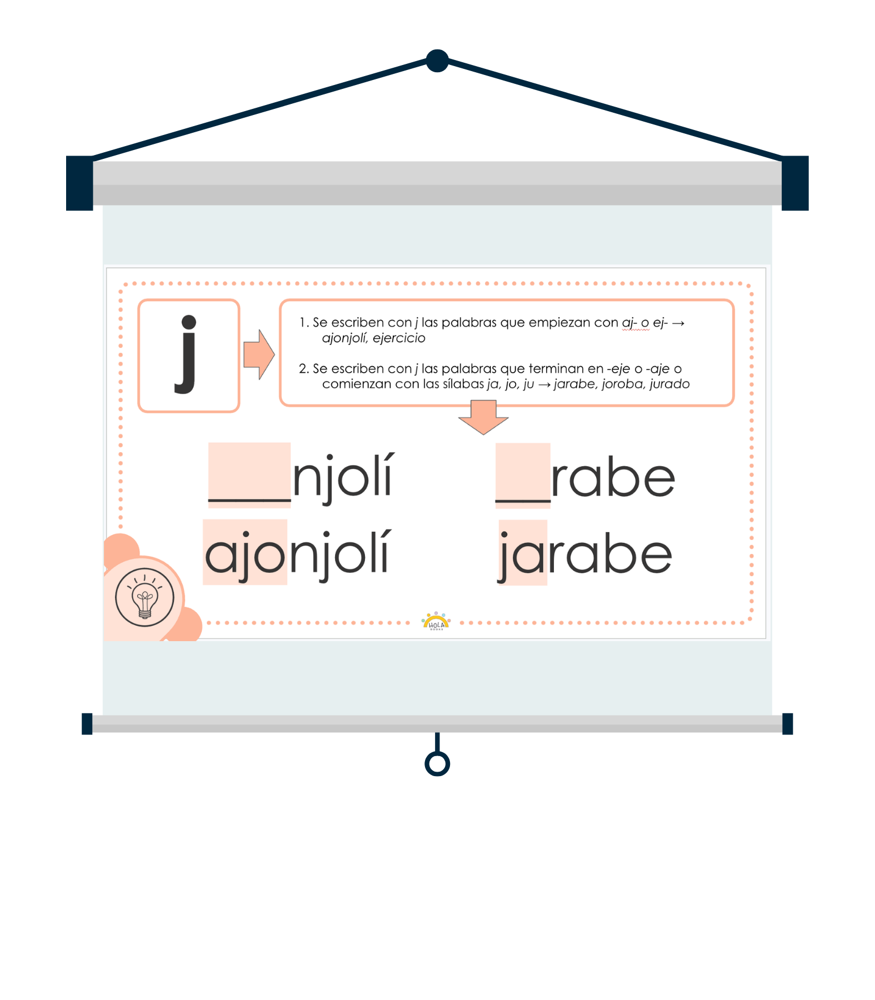 j
1. Se escriben con j las palabras que empiezan con aj- o ej- →
ajonjolí, ejercicio
2. Se escriben con j las palabras que terminan en -eje o -aje o
comienzan con las sílabas ja, jo, ju → jarabe, joroba, jurado
___njolí
__rabe
ajonjolí
jarabe
HOLA
BOOKS